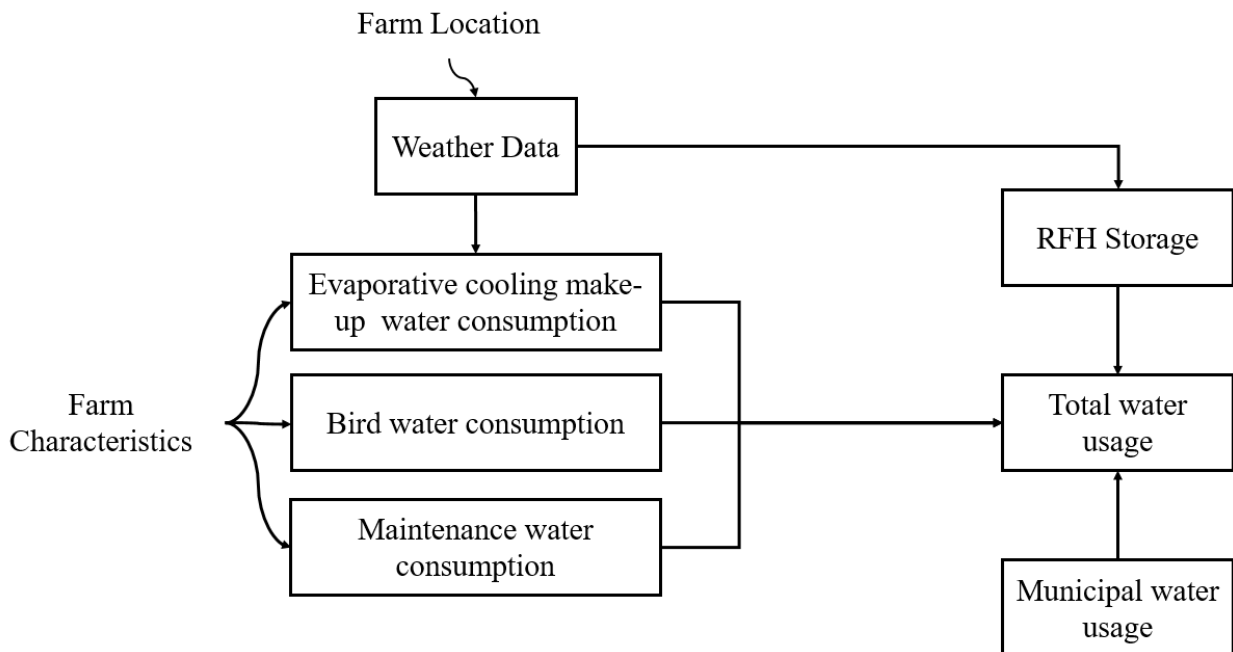 Farm Location
Weather Data
RFH Storage
Evaporative cooling make-
up water consumption
Farm
Characteristics
Bird water consumption
Total water
usage
Maintenance water
consumption
Municipal water
usage